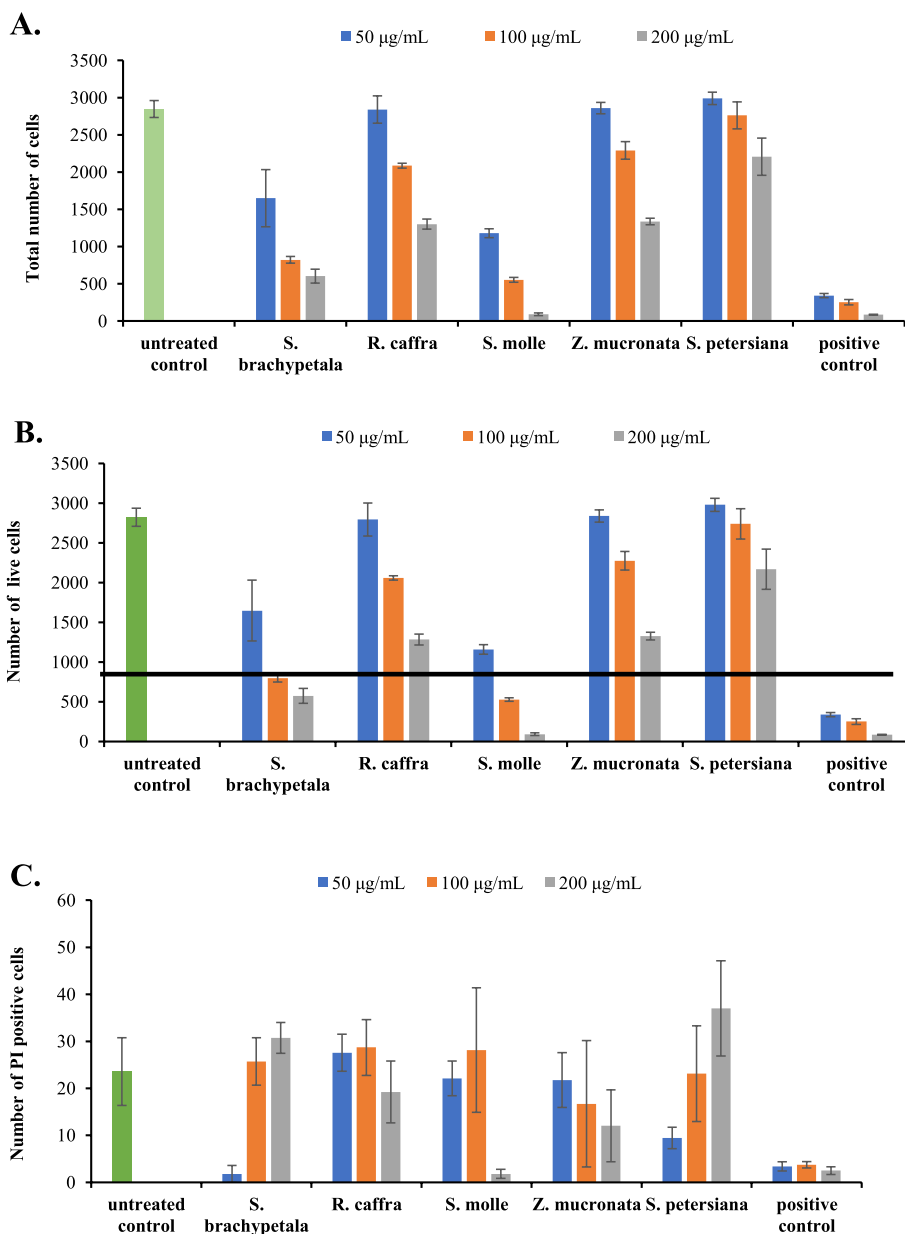 A.
50 μg/mL 100 μg/mL 200 μg/mL
Total number of cells
3500
3000
2500
2000
1500
1000
500
0
untreated control
S. brachypetala
R. caffra
S. molle
Z. mucronata
S. petersiana
positive control
B.
50 μg/mL 100 μg/mL 200 μg/mL
Number of live cells
3500
3000
2500
2000
1500
1000
500
0
untreated control
S. brachypetala
R. caffra
S. molle
Z. mucronata
S. petersiana
positive control
C.
50 μg/mL 100 μg/mL 200 μg/mL
Number of PI positive cells
60
50
40
30
20
10
0
untreated control
S. brachypetala
R. caffra
S. molle
Z. mucronata
S. petersiana
positive control